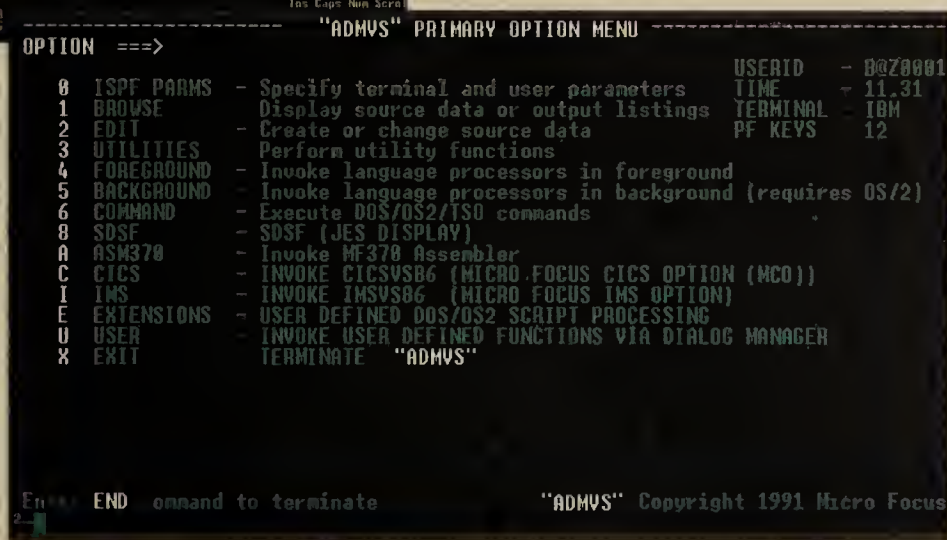 Ins Caps Num Scrol
"ADMVS" PRIMARY OPTION MENU
OPTION ===>
USERID - B@Z0001
0 ISPF PARMS - Specify terminal and user parameters TIME - 11.31
1 BROWSE Display source data or output listings TERMINAL - IBM
2 EDIT - Create or change source data PF KEYS 12
3 UTILITIES Perform utility functions
4 FOREGROUND - Invoke language processors in foreground
5 BACKGROUND - Invoke language processors in background (requires OS/2)
6 COMMAND - Execute DOS/OS2/TSO commands
8 SDSF - SDSF (JES DISPLAY)
A ASM370 - Invoke MF370 Assembler
C CICS - INVOKE CICSVS86 (MICRO FOCUS CICS OPTION (MCO))
I IMS - INVOKE IMSVS86 (MICRO FOCUS IMS OPTION)
E EXTENSIONS - USER DEFINED DOS/OS2 SCRIPT PROCESSING
U USER - INVOKE USER DEFINED FUNCTIONS VIA DIALOG MANAGER
X EXIT TERMINATE "ADMVS"
END ommand to terminate "ADMVS" Copyright 1991 Micro Focus